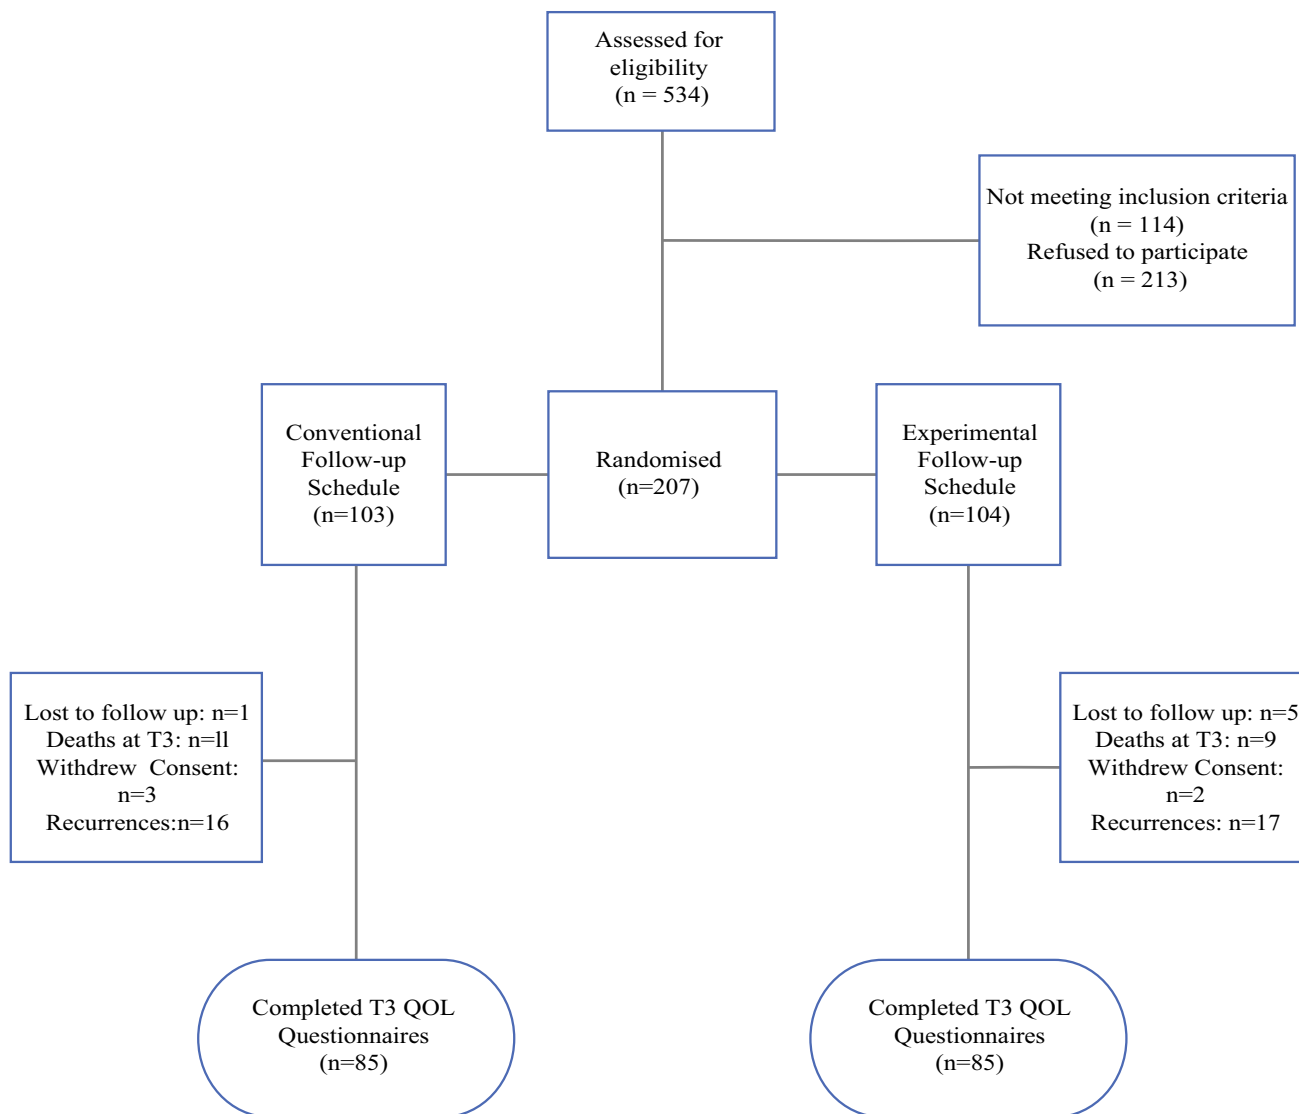 Assessed for
eligibility
(n = 534)
Not meeting inclusion criteria
(n = 114)
Refused to participate
(n = 213)
Conventional
Follow-up
Schedule
(n=103)
Randomised
(n=207)
Experimental
Follow-up
Schedule
(n=104)
Lost to follow up: n=1
Deaths at T3: n=ll
Withdrew Consent:
n=3
Recurrences:n=16
Lost to follow up: n=5
Deaths at T3: n=9
Withdrew Consent:
n=2
Recurrences: n=17
Completed T3 QOL
Questionnaires
(n=85)
Completed T3 QOL
Questionnaires
(n=85)